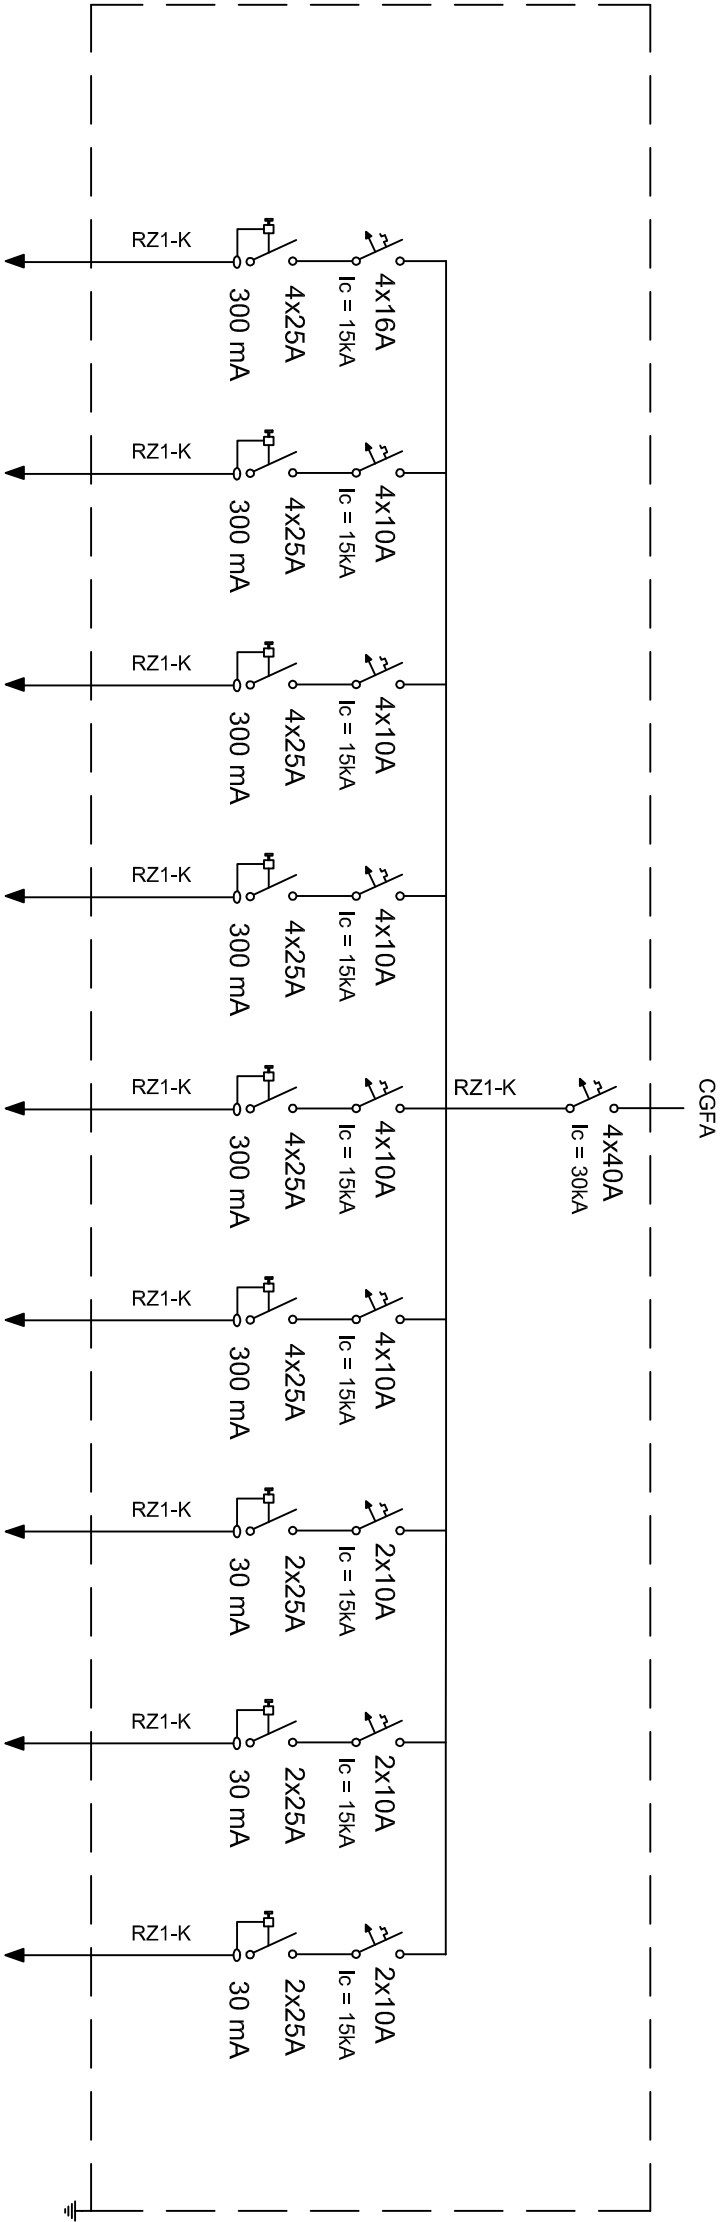 CGFA
4x40A
Ic = 30kA
RZ1-K
4x16A
Ic = 15kA
4x25A
300 mA
RZ1-K
4x10A
Ic = 15kA
4x25A
300 mA
RZ1-K
4x10A
Ic = 15kA
4x25A
300 mA
RZ1-K
4x10A
Ic = 15kA
4x25A
300 mA
RZ1-K
4x10A
Ic = 15kA
4x25A
300 mA
RZ1-K
4x10A
Ic = 15kA
4x25A
300 mA
RZ1-K
2x10A
Ic = 15kA
2x25A
30 mA
RZ1-K
2x10A
Ic = 15kA
2x25A
30 mA
RZ1-K
2x10A
Ic = 15kA
2x25A
30 mA
RZ1-K